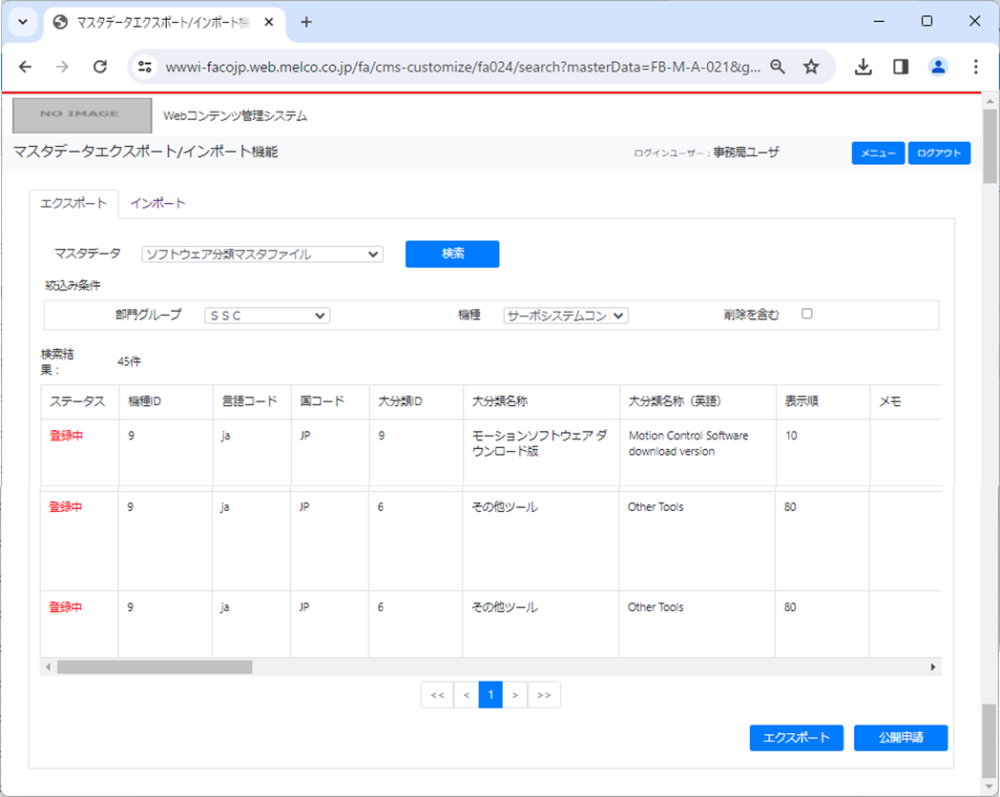 マスタデータエクスポート/インポート機
wwwi-facojp.web.melco.co.jp/fa/cms-customize/fa024/search?masterData=FB-M-A-021&g...
NO IMAGE
Webコンテンツ管理システム
マスタデータエクスポート/インポート機能
ログインユーザー：事務局ユーザ
メニュー
ログアウト
エクスポート
インポート
マスタデータ
ソフトウェア分類マスタファイル
検索
絞込み条件
部門グループ
ＳＳＣ
機種
サーボシステムコン
削除を含む
検索結
果：
45件
ステータス 機種ID 言語コード 国コード 大分類ID 大分類名称 大分類名称（英語） 表示順 メモ
登録中 9 ja JP 9 モーションソフトウェア ダ Motion Control Software 10
ウンロード版 download version
登録中 9 ja JP 6 その他ツール Other Tools 80
登録中 9 ja JP 6 その他ツール Other Tools 80
<< < 1 > >>
エクスポート
公開申請